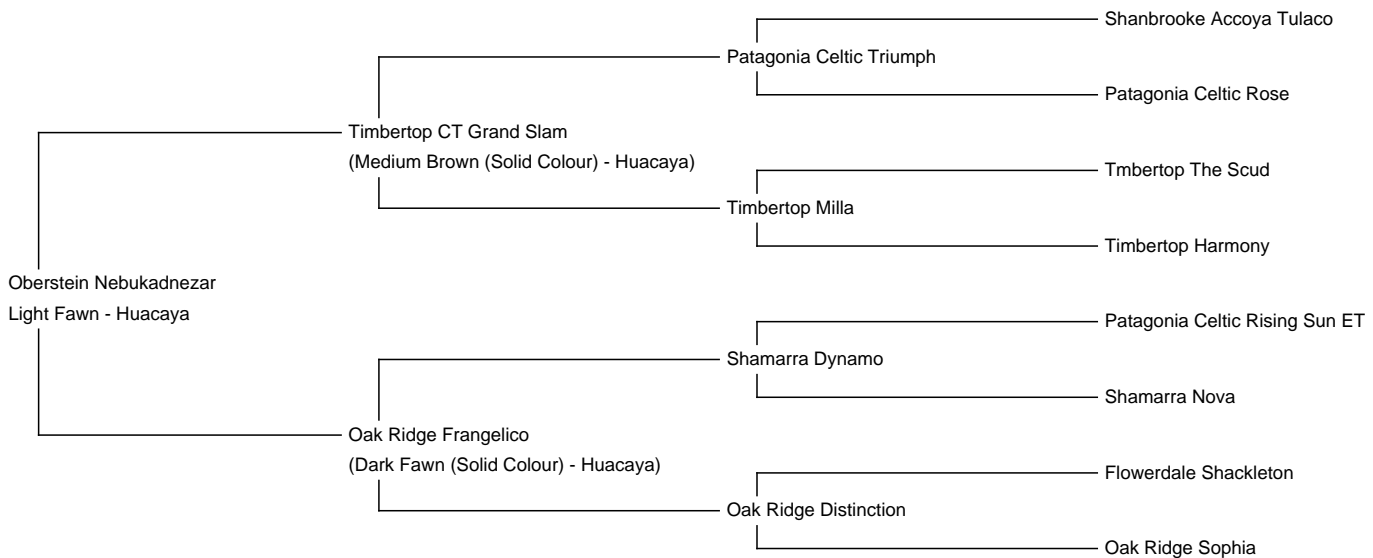 Shanbrooke Accoya Tulaco
Patagonia Celtic Triumph
Patagonia Celtic Rose
Timbertop CT Grand Slam
(Medium Brown (Solid Colour) - Huacaya)
Tmbertop The Scud
Timbertop Milla
Timbertop Harmony
Oberstein Nebukadnezar
Light Fawn - Huacaya
Patagonia Celtic Rising Sun ET
Shamarra Dynamo
Shamarra Nova
Oak Ridge Frangelico
(Dark Fawn (Solid Colour) - Huacaya)
Flowerdale Shackleton
Oak Ridge Distinction
Oak Ridge Sophia